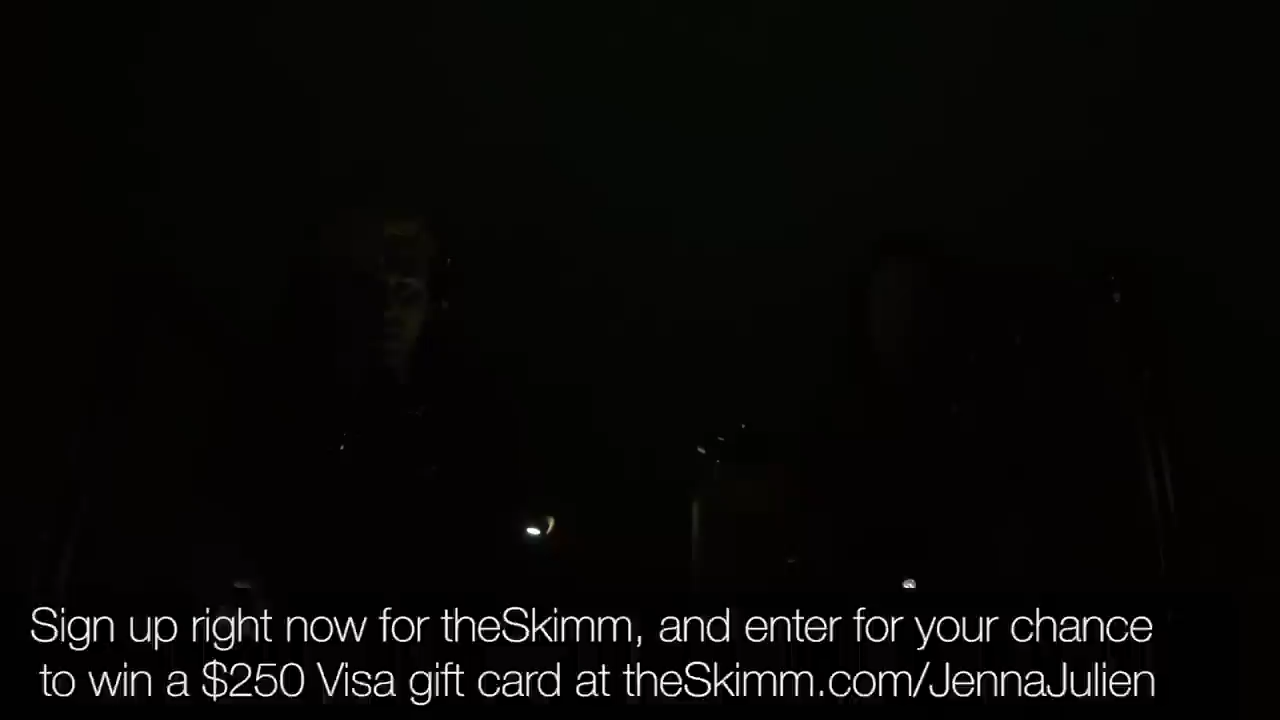 Sign up right now for theSkimm, and enter for your chance
to win a $250 Visa gift card at theSkimm.com/JennaJulien